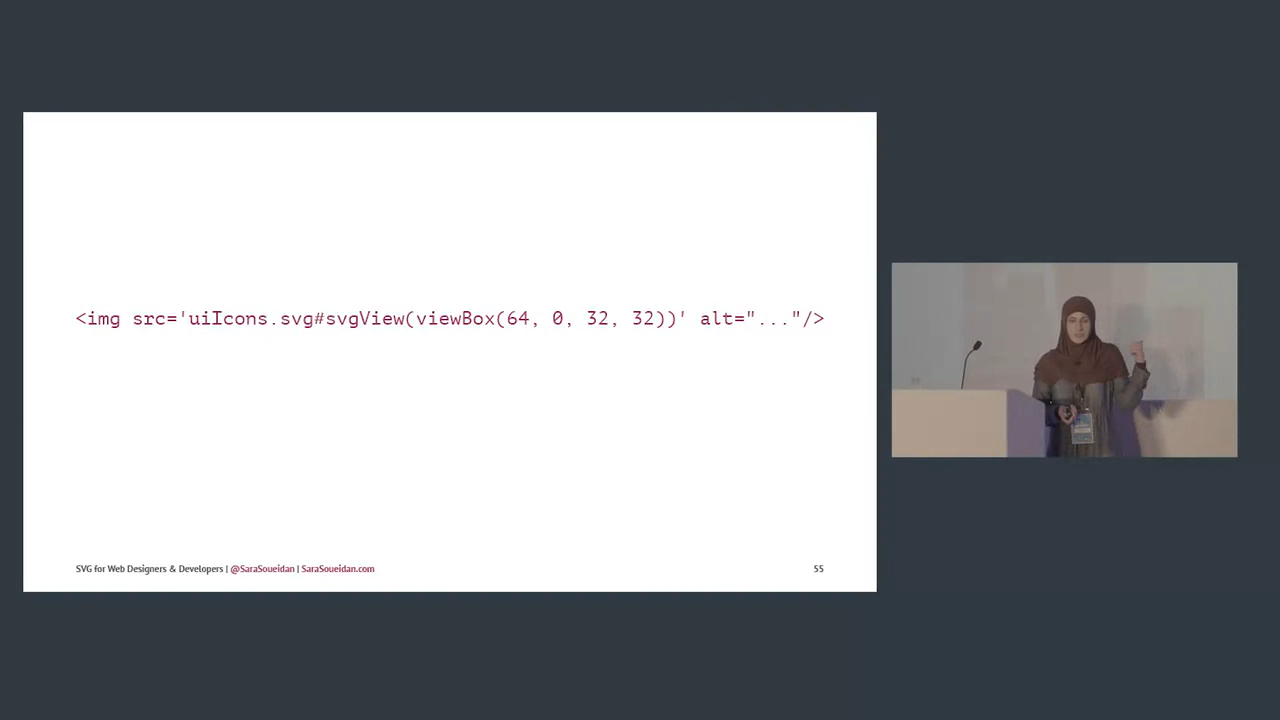 <img src='uiIcons.svg#svgView(viewBox(64, 0, 32, 32))' alt="..."/>
SVG for Web Designers & Developers | @SaraSoueidan | SaraSoueidan.com
55